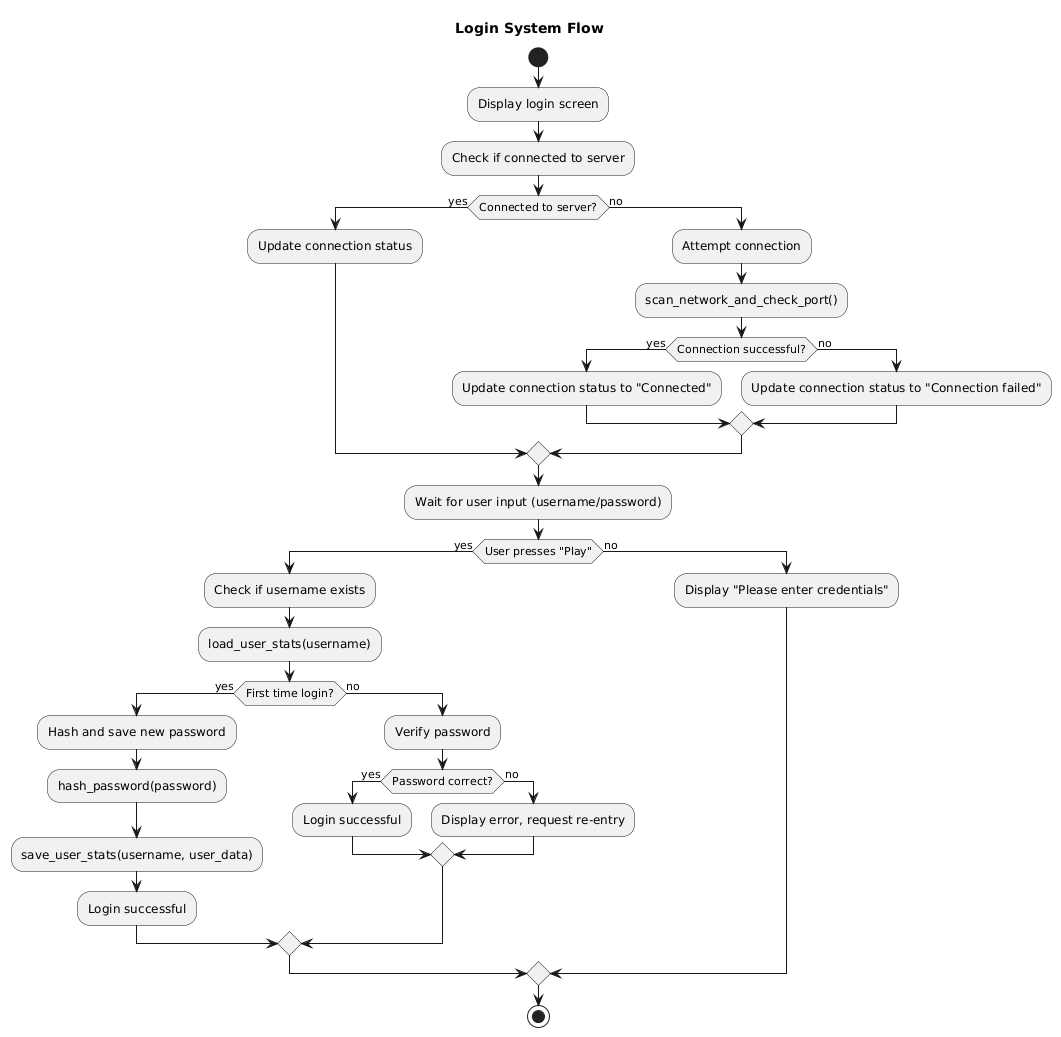 Login System Flow
Display login screen
Check if connected to server
Connected to server?
yes
no
Update connection status
Attempt connection
scan_network_and_check_port()
Connection successful?
yes
no
Update connection status to "Connected"
Update connection status to "Connection failed"
Wait for user input (username/password)
User presses "Play"
yes
no
Check if username exists
Display "Please enter credentials"
load_user_stats(username)
First time login?
yes
no
Hash and save new password
Verify password
hash_password(password)
Password correct?
yes
no
Login successful
Display error, request re-entry
save_user_stats(username, user_data)
Login successful